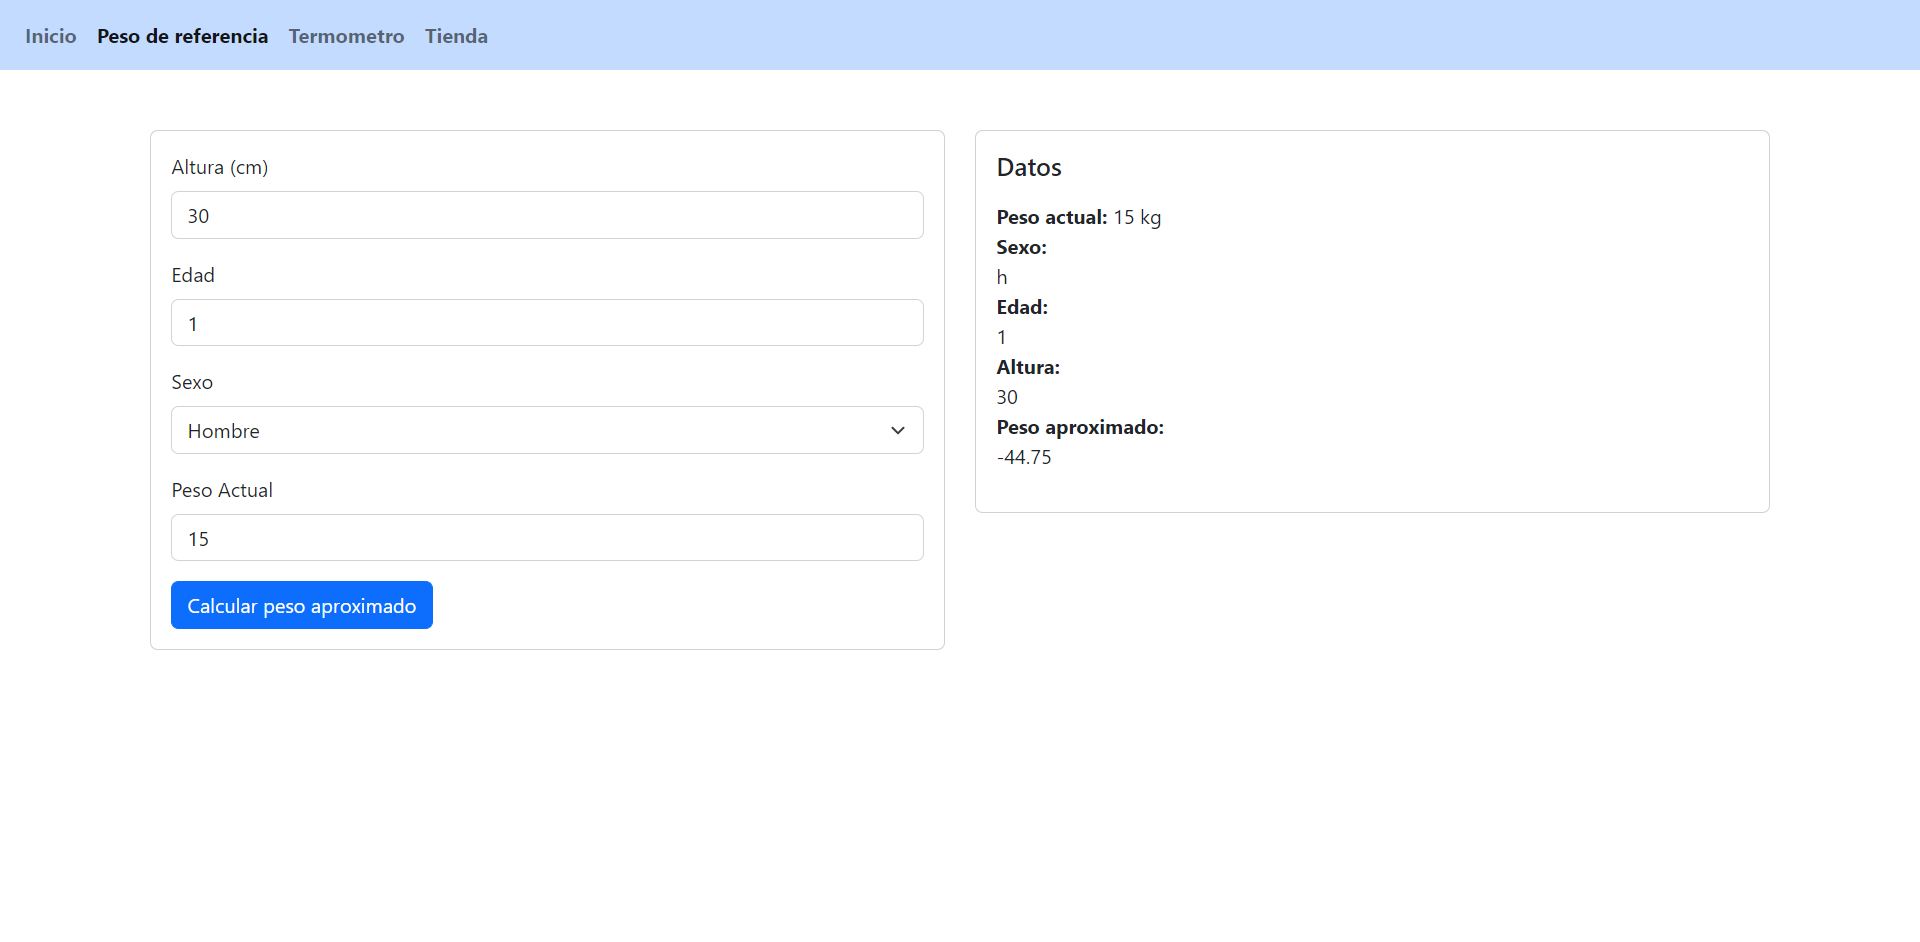 Inicio Peso de referencia Termometro Tienda
Altura (cm)
30
Edad
1
Sexo
Hombre
Peso Actual
15
Calcular peso aproximado
Datos
Peso actual: 15 kg
Sexo:
h
Edad:
1
Altura:
30
Peso aproximado:
-44.75